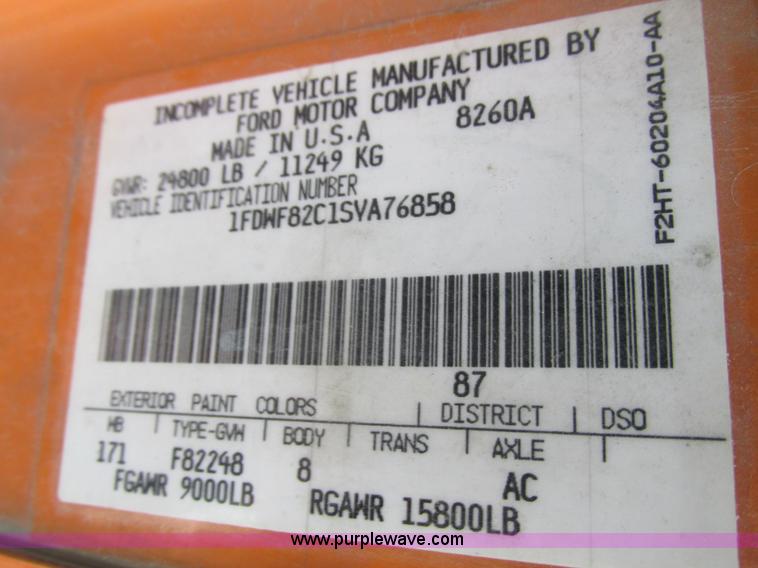 INCOMPLETE VEHICLE MANUFACTURED BY
FORD MOTOR COMPANY
MADE IN U.S.A 8260A
GVWR: 24800 LB / 11249 KG
VEHICLE IDENTIFICATION NUMBER
1FDWF82C1SVA76858
F2HT-60204A10-AA
87
EXTERIOR PAINT COLORS | DISTRICT | DSO
WB | TYPE-GVW | BODY | TRANS | AXLE |
171 F82248 8 AC
FGAWR 9000LB RGAWR 15800LB
www.purplewave.com